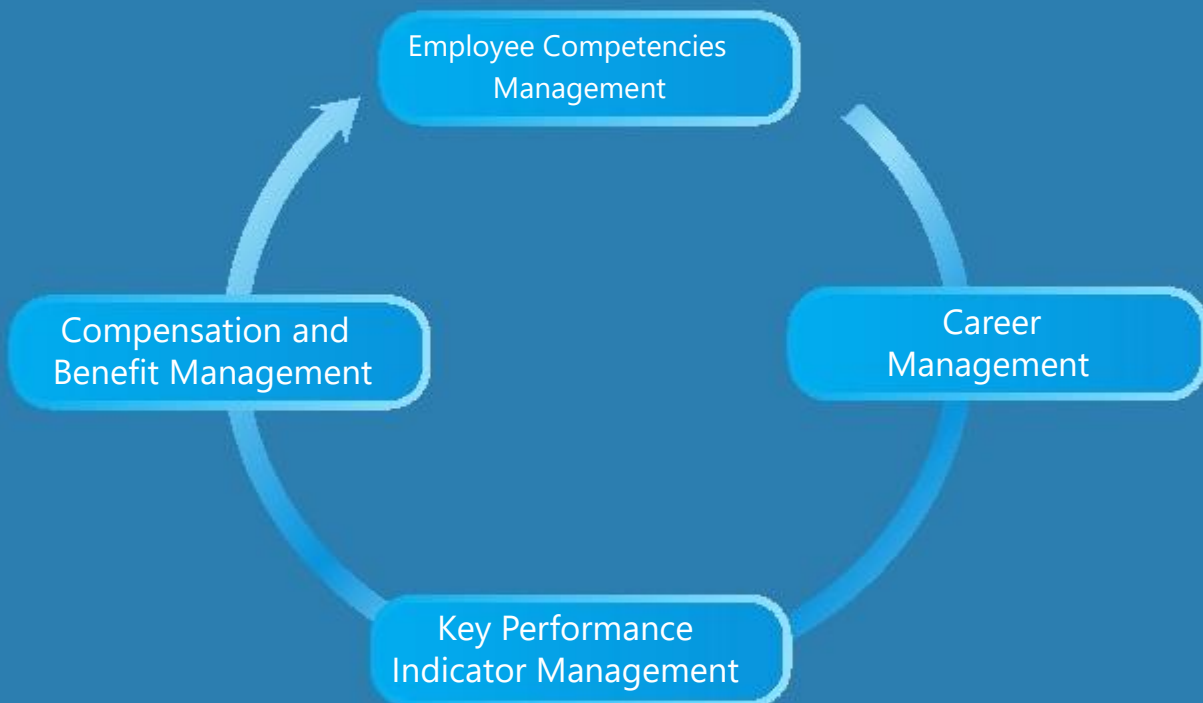 Employee Competencies
Management
Compensation and
Benefit Management
Career
Management
Key Performance
Indicator Management